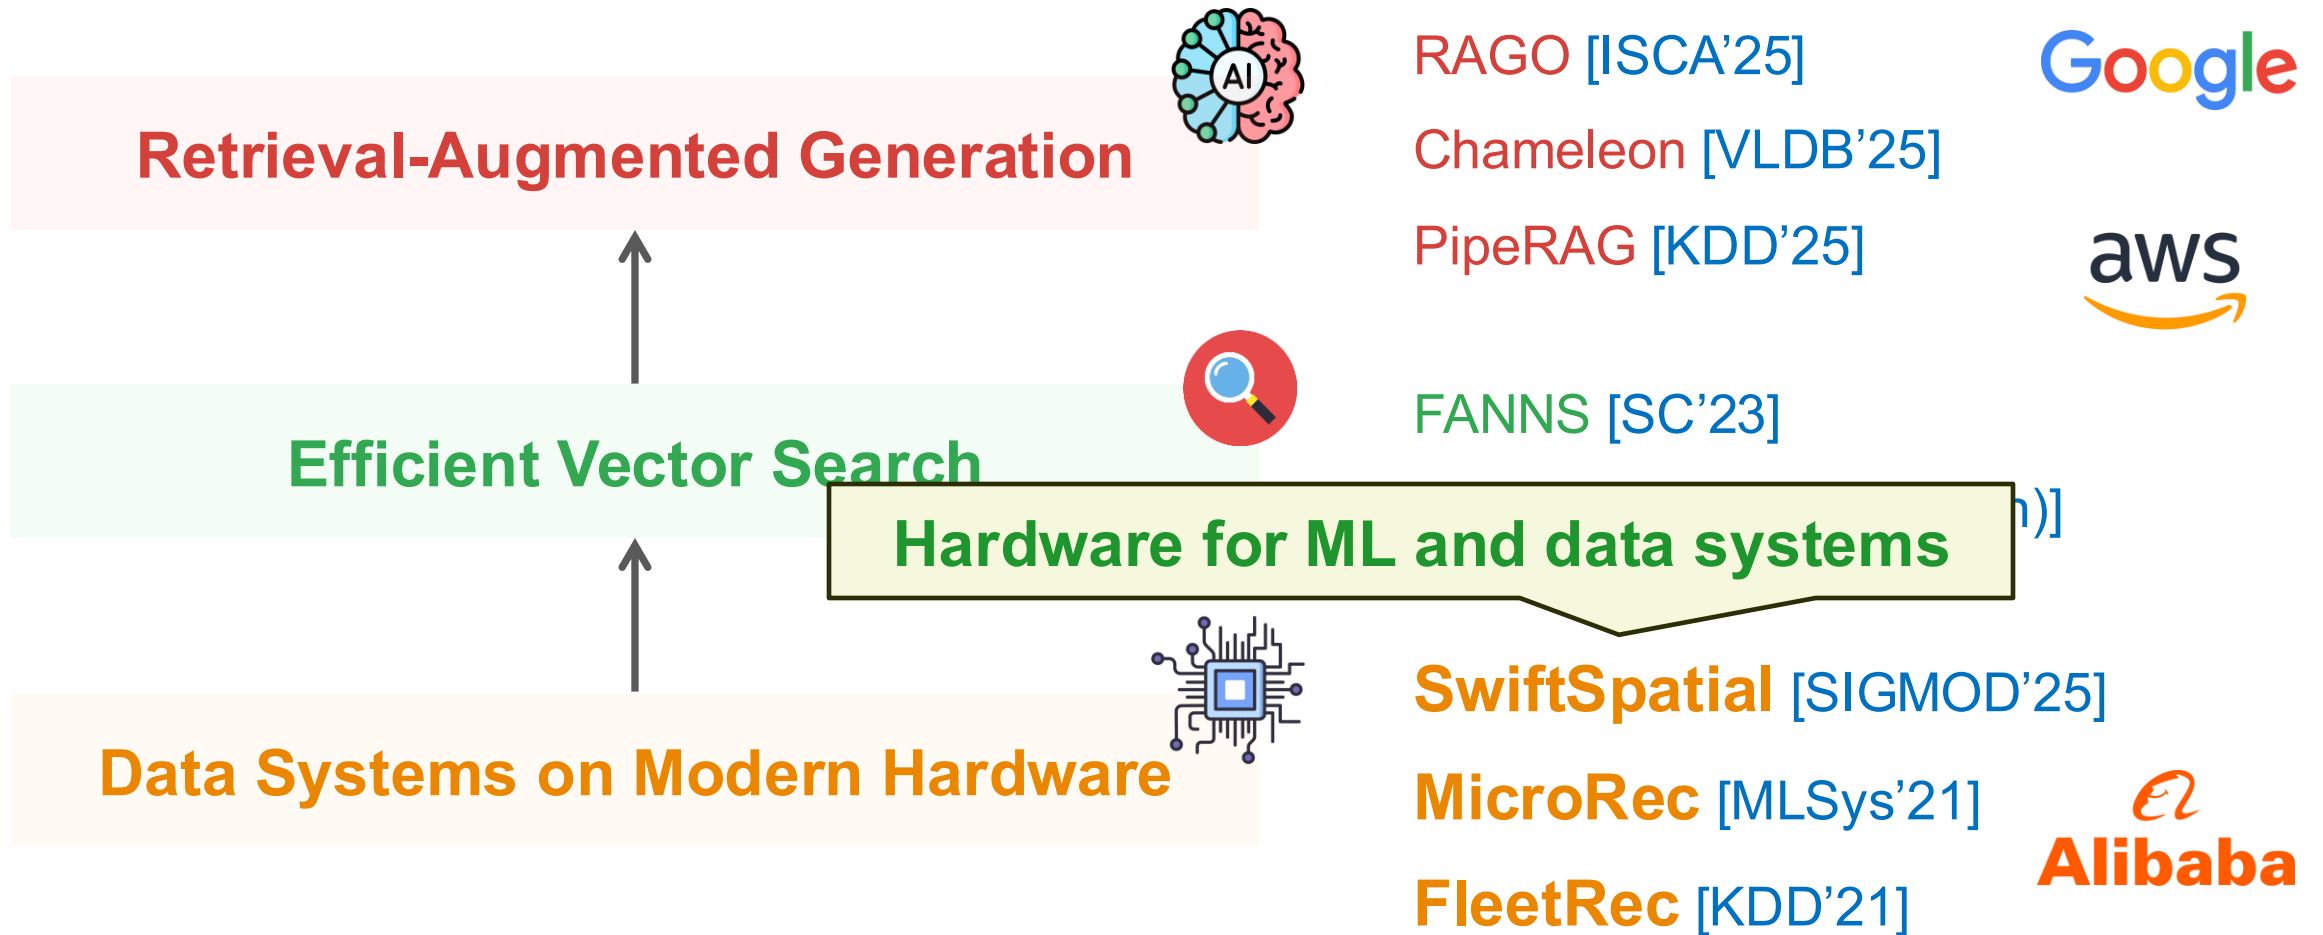 AI
Retrieval-Augmented Generation
RAGO [ISCA’25]
Google
Chameleon [VLDB’25]
PipeRAG [KDD’25]
aws
Efficient Vector Search
FANNS [SC’23]
)]
Hardware for ML and data systems
Data Systems on Modern Hardware
SwiftSpatial [SIGMOD’25]
MicroRec [MLSys’21]
FleetRec [KDD’21]
Alibaba